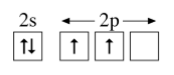 2s ← 2p →
↑↓ ↑ ↑